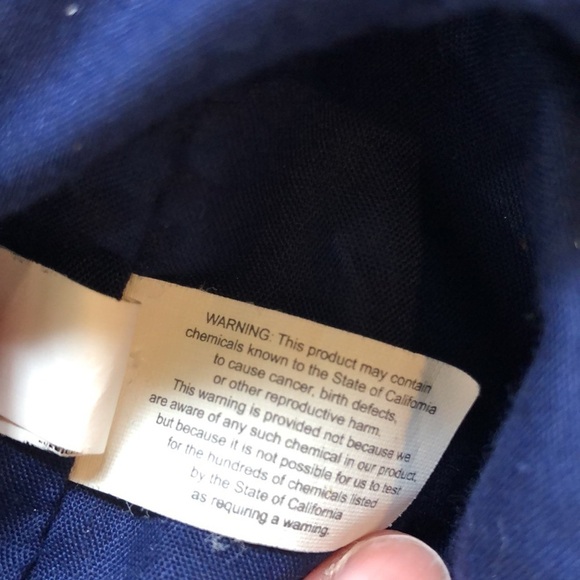 WARNING: This product may contain
chemicals known to the State of California
to cause cancer, birth defects,
or other reproductive harm.
This warning is provided not because we
are aware of any such chemical in our product,
but because it is not possible for us to test
for the hundreds of chemicals listed
by the State of California
as requiring a warning.